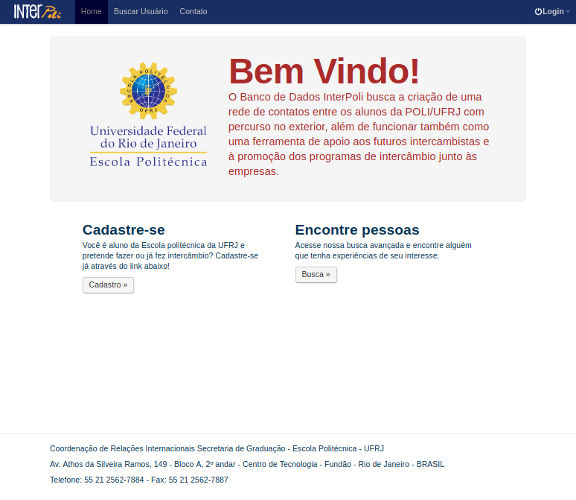 INTER Poli Home Buscar Usuário Contato Login
ESCOLA POLITÉCNICA
UFRJ
Universidade Federal
do Rio de Janeiro
Escola Politécnica
Bem Vindo!
O Banco de Dados InterPoli busca a criação de uma
rede de contatos entre os alunos da POLI/UFRJ com
percurso no exterior, além de funcionar também como
uma ferramenta de apoio aos futuros intercambistas e
à promoção dos programas de intercâmbio junto às
empresas.
Cadastre-se
Você é aluno da Escola politécnica da UFRJ e
pretende fazer ou já fez intercâmbio? Cadastre-se
já através do link abaixo!
Cadastro »
Encontre pessoas
Acesse nossa busca avançada e encontre alguém
que tenha experiências de seu interesse.
Busca »
Coordenação de Relações Internacionais Secretaria de Graduação - Escola Politécnica - UFRJ
Av. Athos da Silveira Ramos, 149 - Bloco A, 2º andar - Centro de Tecnologia - Fundão - Rio de Janeiro - BRASIL
Telefone: 55 21 2562-7884 - Fax: 55 21 2562-7887